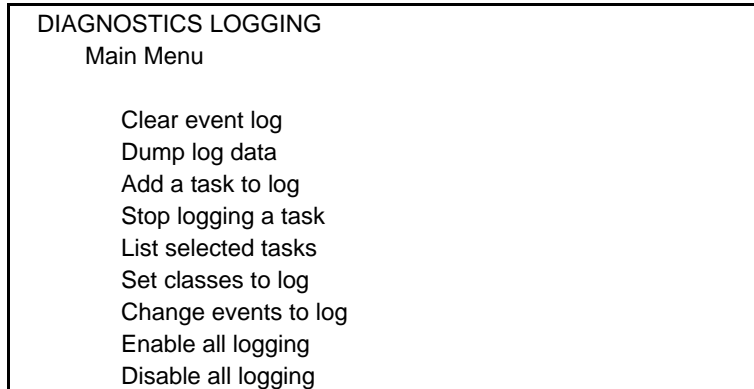 DIAGNOSTICS LOGGING
Main Menu
Clear event log
Dump log data
Add a task to log
Stop logging a task
List selected tasks
Set classes to log
Change events to log
Enable all logging
Disable all logging